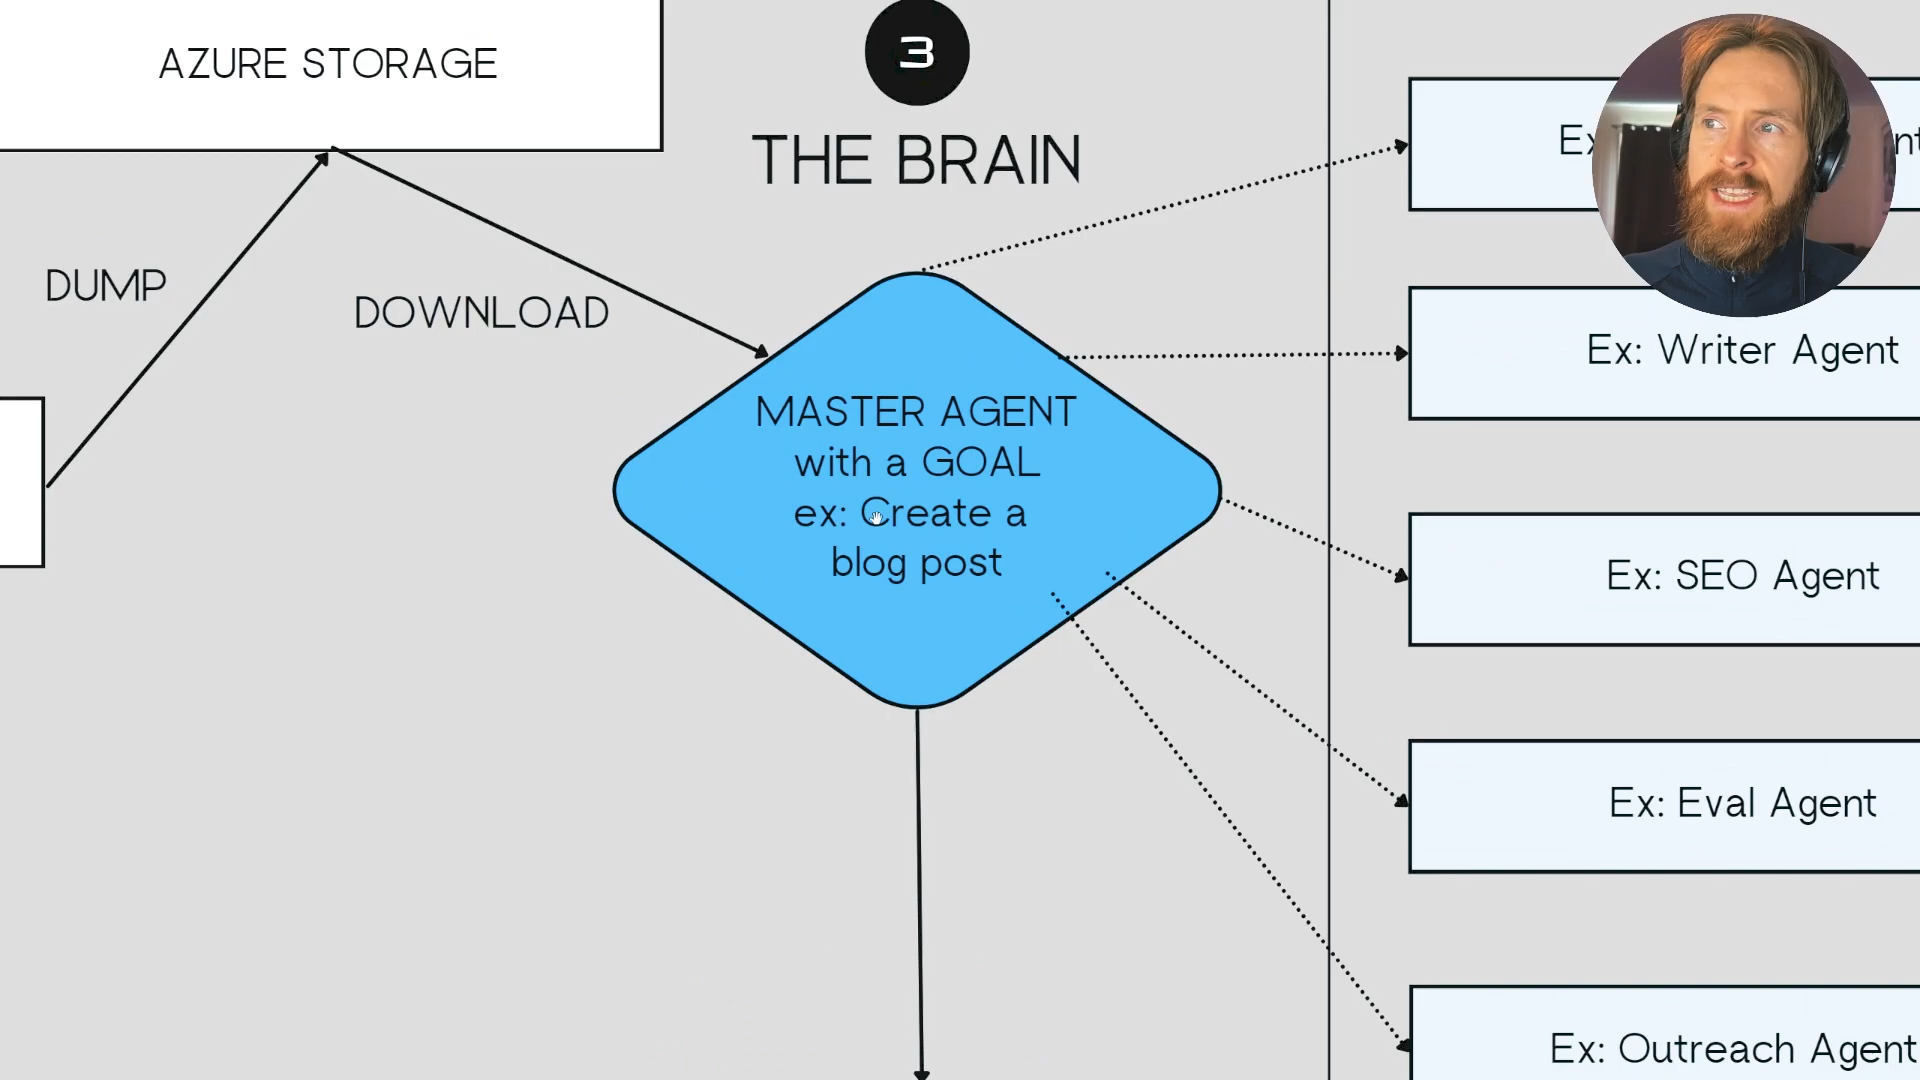 AZURE STORAGE
3
THE BRAIN
DUMP
DOWNLOAD
MASTER AGENT
with a GOAL
ex: Create a
blog post
Ex: Writer Agent
Ex: SEO Agent
Ex: Eval Agent
Ex: Outreach Agent